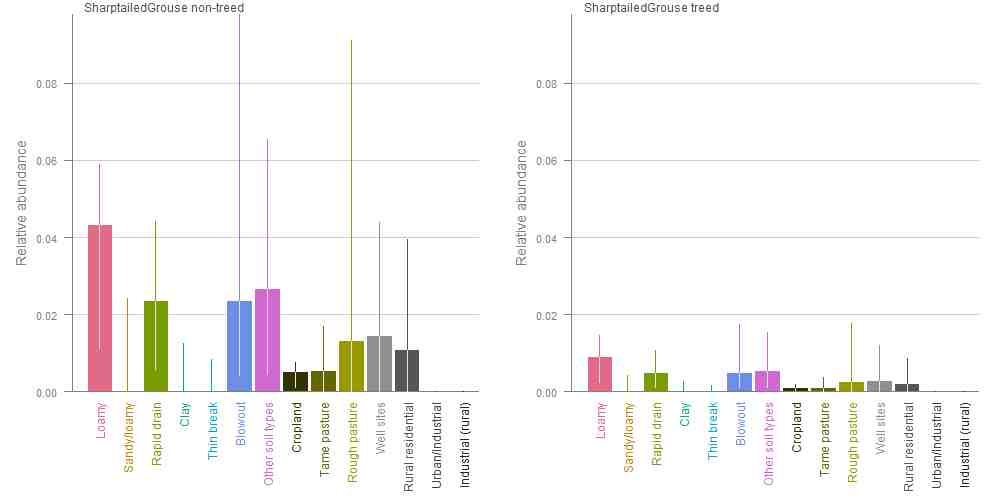 SharptailedGrouse non-treed
Relative abundance
0.08
0.06
0.04
0.02
0.00
Loamy
Sandy/loamy
Rapid drain
Clay
Thin break
Blowout
Other soil types
Cropland
Tame pasture
Rough pasture
Well sites
Rural residential
Urban/Industrial
Industrial (rural)
SharptailedGrouse treed
Relative abundance
0.08
0.06
0.04
0.02
0.00
Loamy
Sandy/loamy
Rapid drain
Clay
Thin break
Blowout
Other soil types
Cropland
Tame pasture
Rough pasture
Well sites
Rural residential
Urban/Industrial
Industrial (rural)